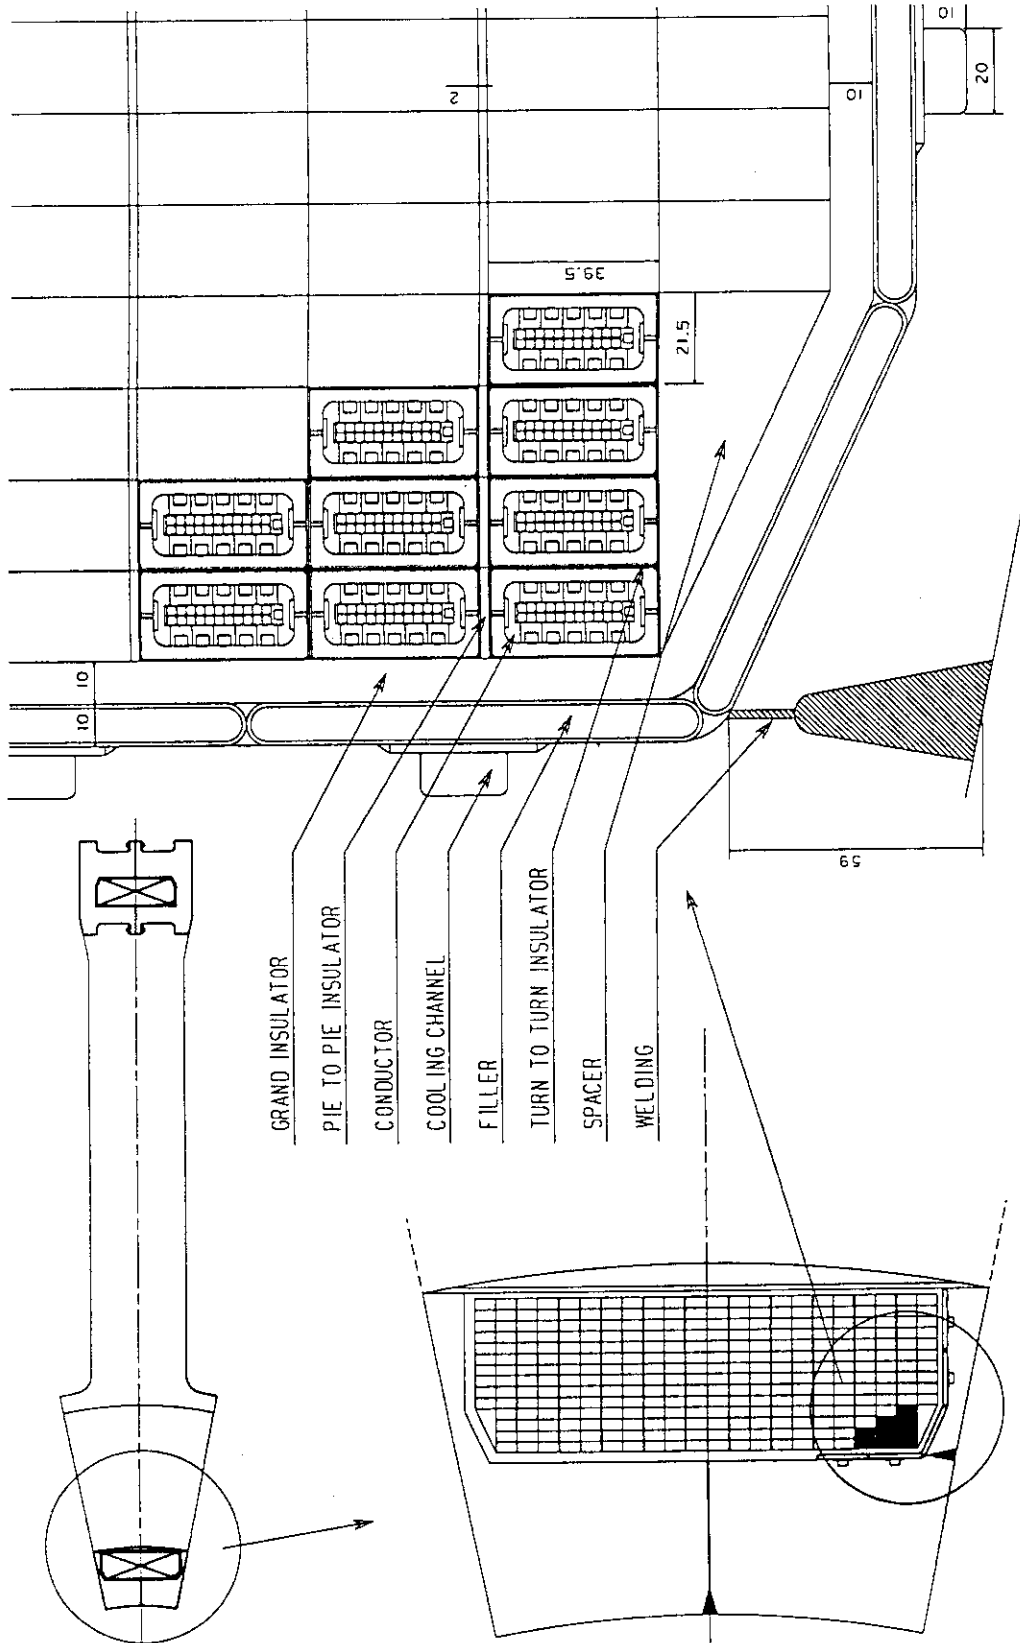 10
20
2
10
39.5
21.5
10
10
59
GRAND INSULATOR
PIE TO PIE INSULATOR
CONDUCTOR
COOLING CHANNEL
FILLER
TURN TO TURN INSULATOR
SPACER
WELDING